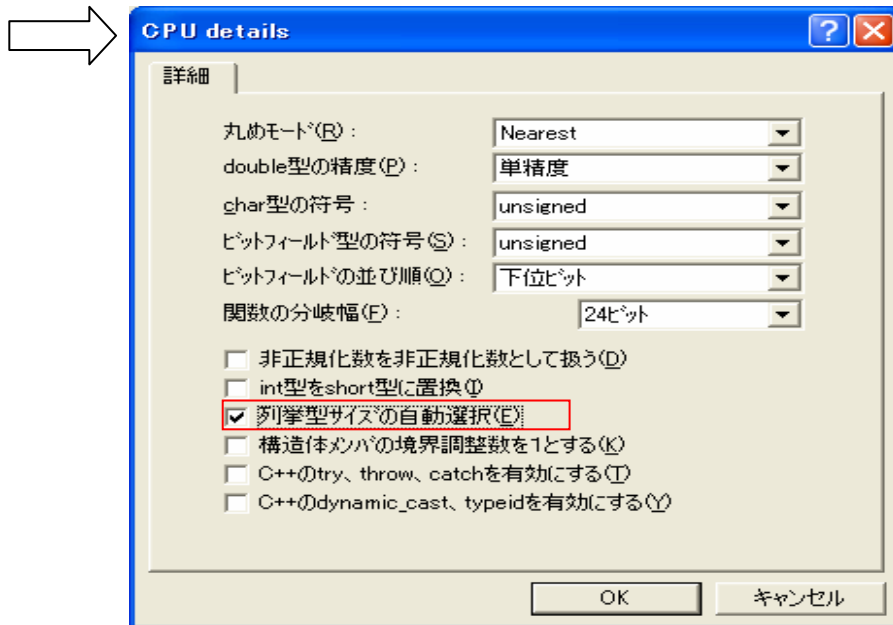 CPU details
詳細
丸めモード(R) : Nearest
double型の精度(P) : 単精度
char型の符号 : unsigned
ビットフィールド型の符号(S) : unsigned
ビットフィールドの並び順(O) : 下位ビット
関数の分岐幅(F) : 24ビット
非正規化数を非正規化数として扱う(D)
int型をshort型に置換(I)
列挙型サイズの自動選択(E)
構造体メンバの境界調整数を1とする(K)
C++のtry、throw、catchを有効にする(T)
C++のdynamic_cast、typeidを有効にする(Y)
OK キャンセル